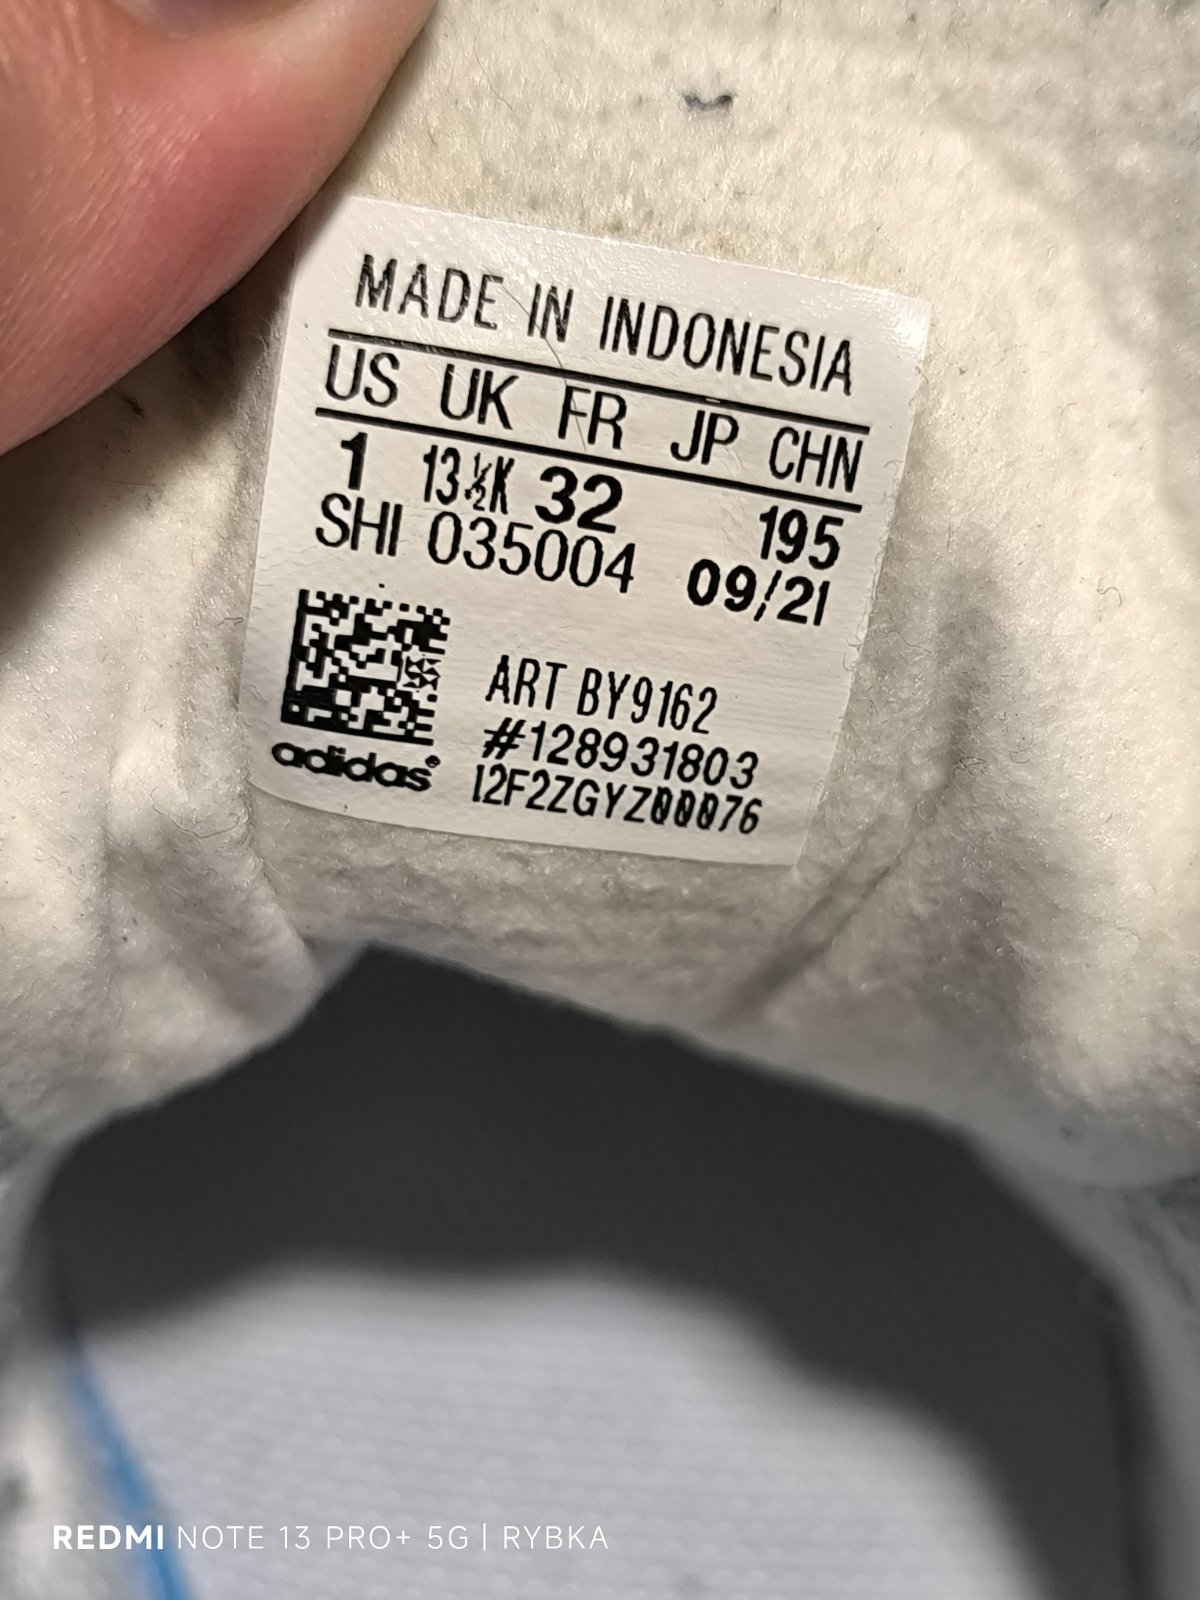 MADE IN INDONESIA
US UK FR JP CHN
1 13½K 32 195
SHI 035004 09/21
ART BY9162
#128931803
adidas®
I2F2ZGYZ00076
REDMI NOTE 13 PRO+ 5G | RYBKA